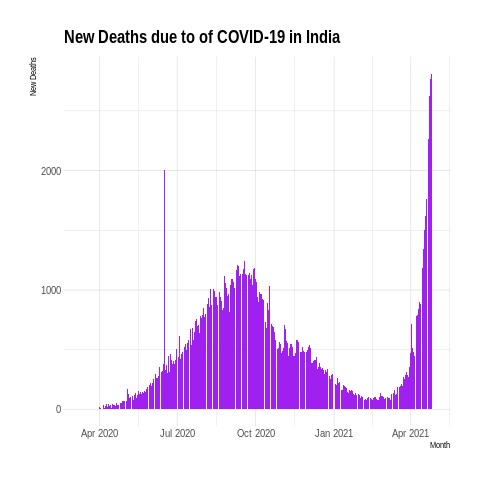 New Deaths due to of COVID-19 in India
New Deaths
2000
1000
0
Apr 2020 Jul 2020 Oct 2020 Jan 2021 Apr 2021
Month